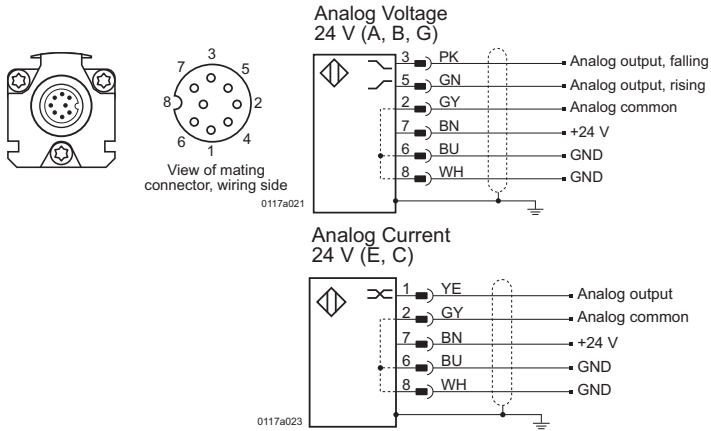 Analog Voltage
24 V (A, B, G)
3 PK Analog output, falling
5 GN Analog output, rising
2 GY Analog common
7 BN +24 V
6 BU GND
8 WH GND
3
7 5
8 2
6 4
1
View of mating
connector, wiring side
0117a021
Analog Current
24 V (E, C)
1 YE Analog output
2 GY Analog common
7 BN +24 V
6 BU GND
8 WH GND
0117a023